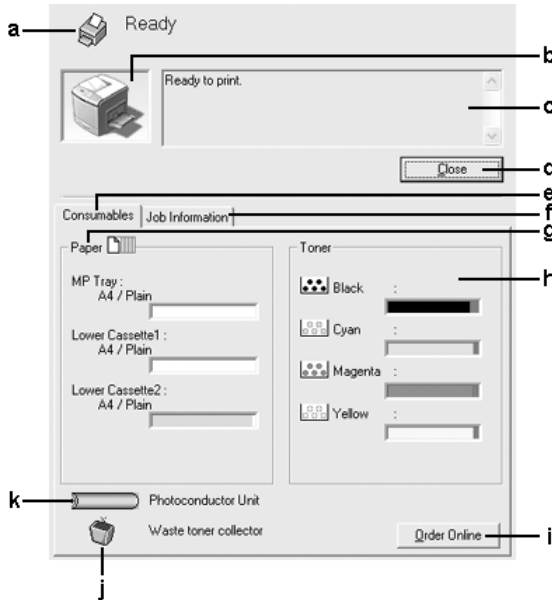 a
Ready
b
Ready to print.
c
Close
d
e
Consumables
Job Information
f
g
Paper
Toner
h
MP Tray :
A4 / Plain
Black :
Lower Cassette1 :
A4 / Plain
Cyan :
Magenta :
Lower Cassette2 :
A4 / Plain
Yellow :
k
Photoconductor Unit
Waste toner collector
Order Online
i
j